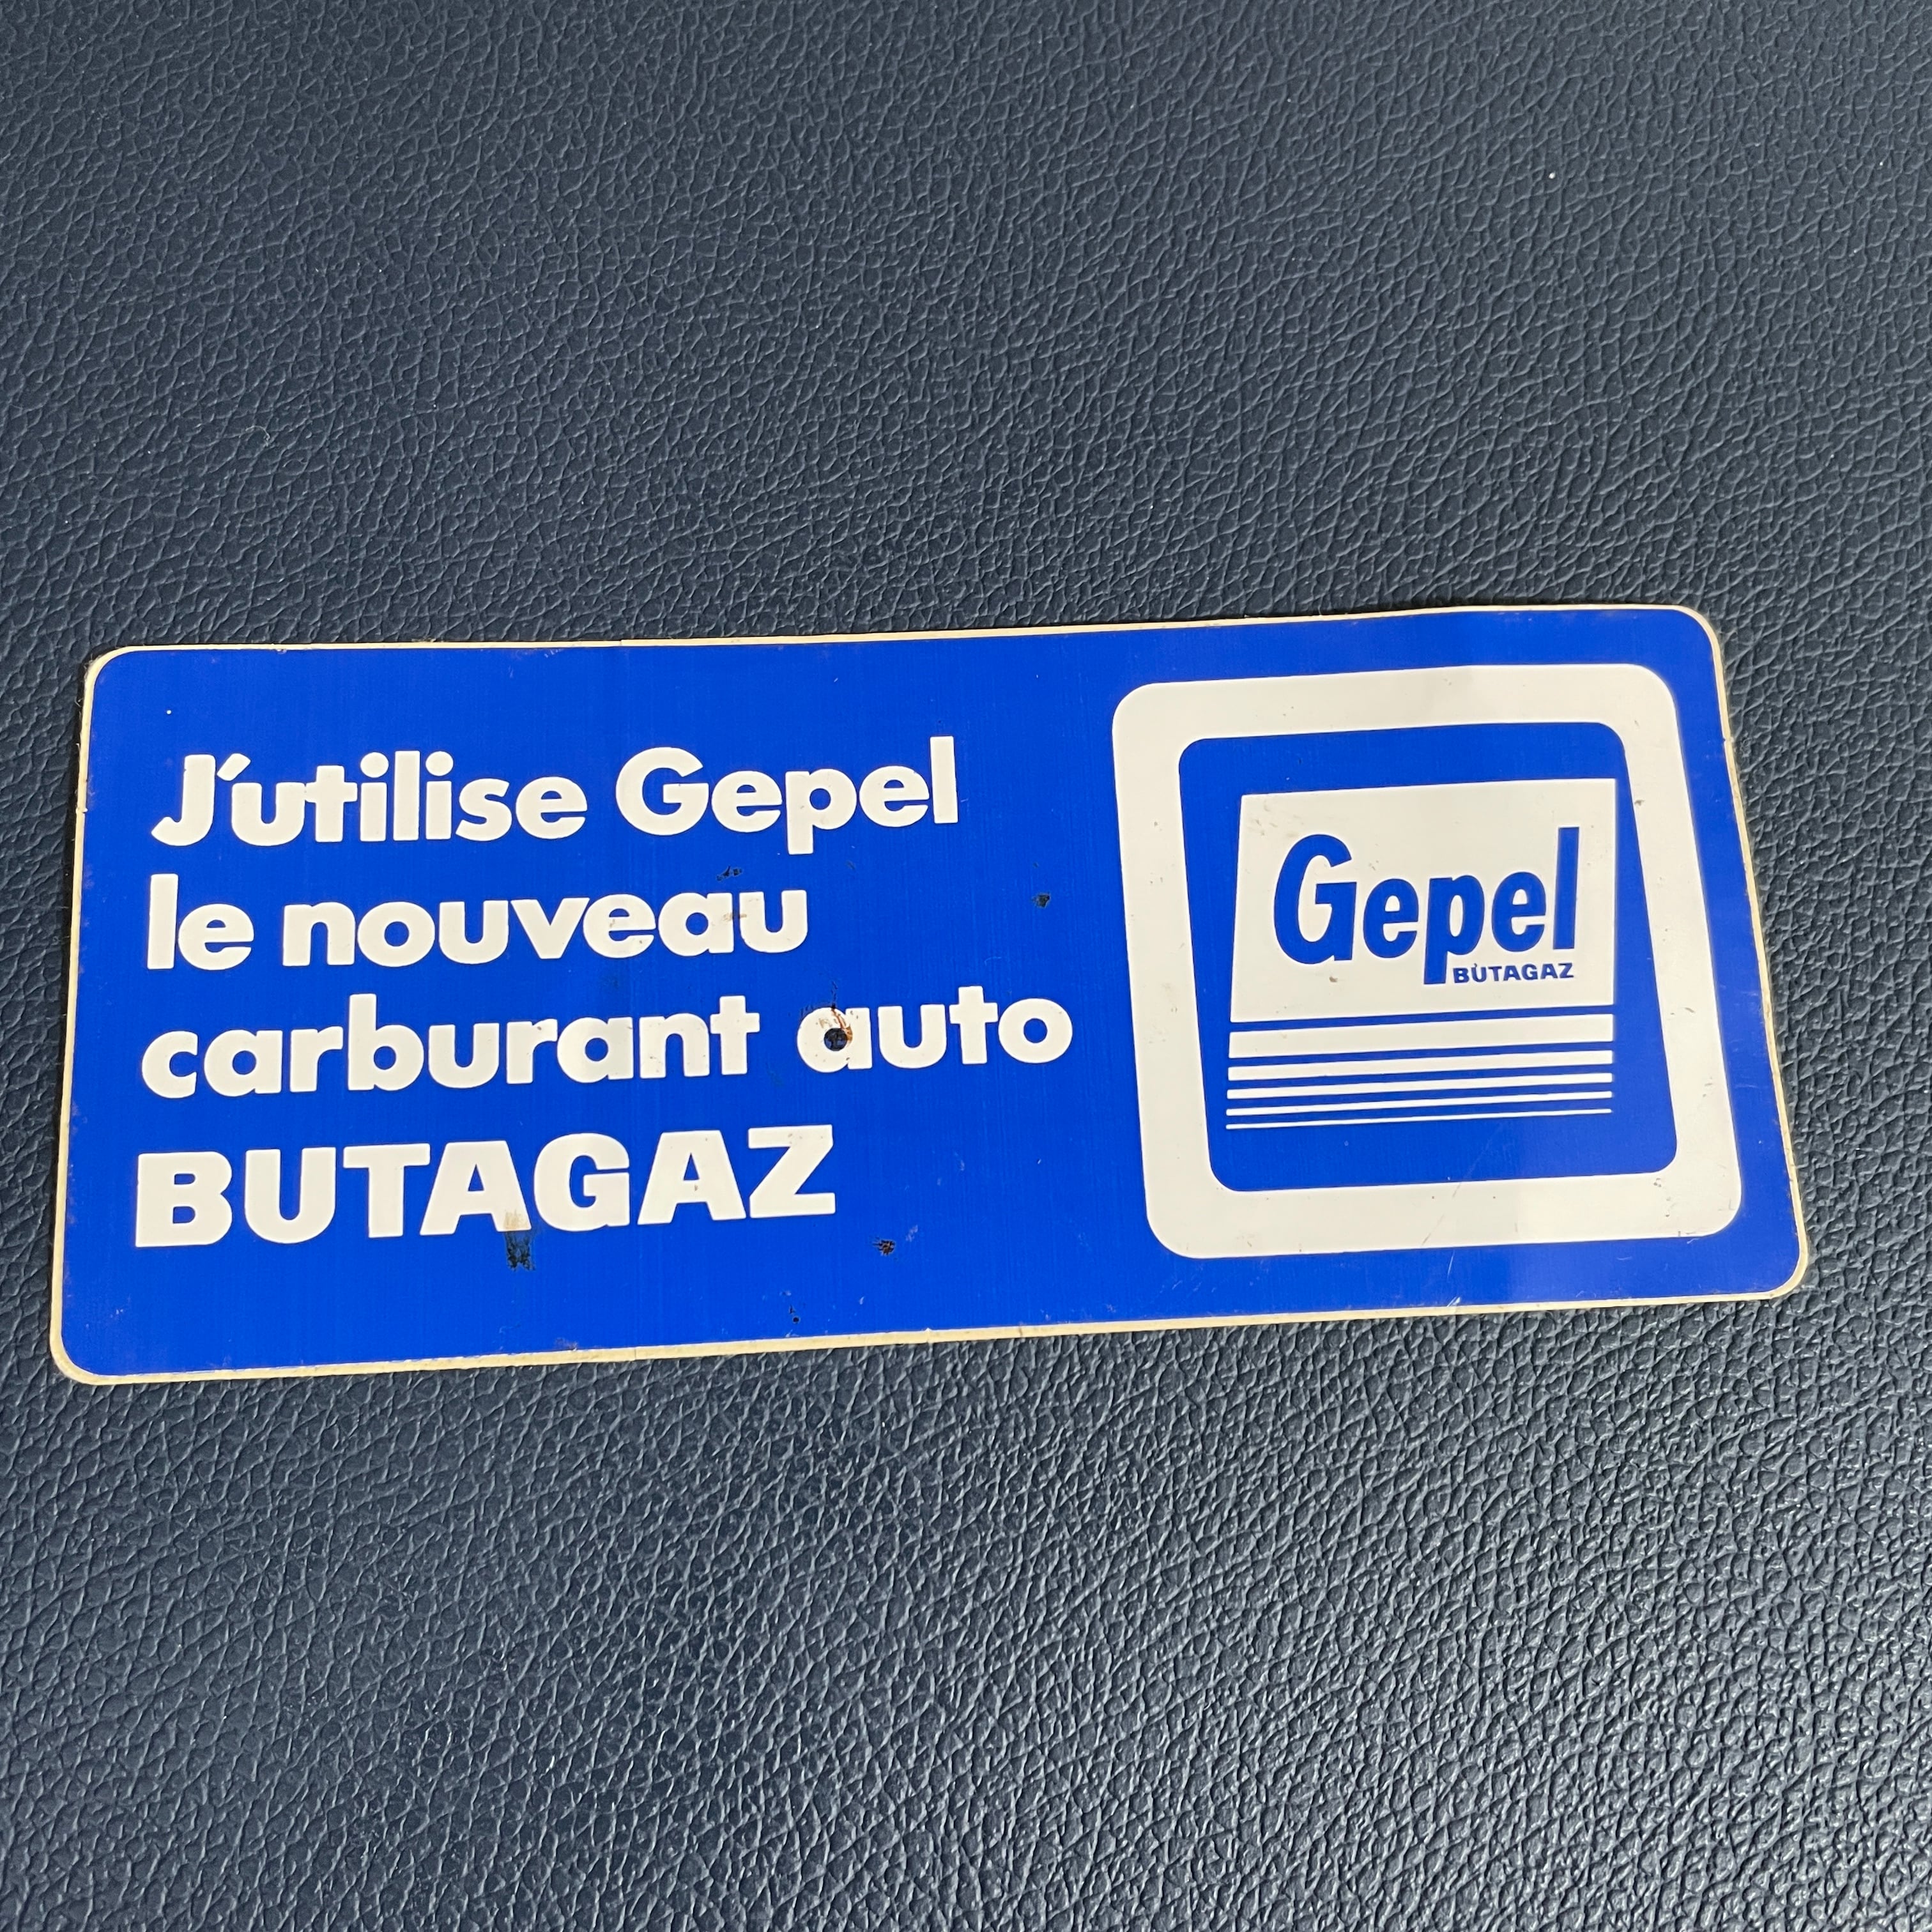 J'utilise Gepel
le nouveau
carburant auto
BUTAGAZ
Gepel
BUTAGAZ